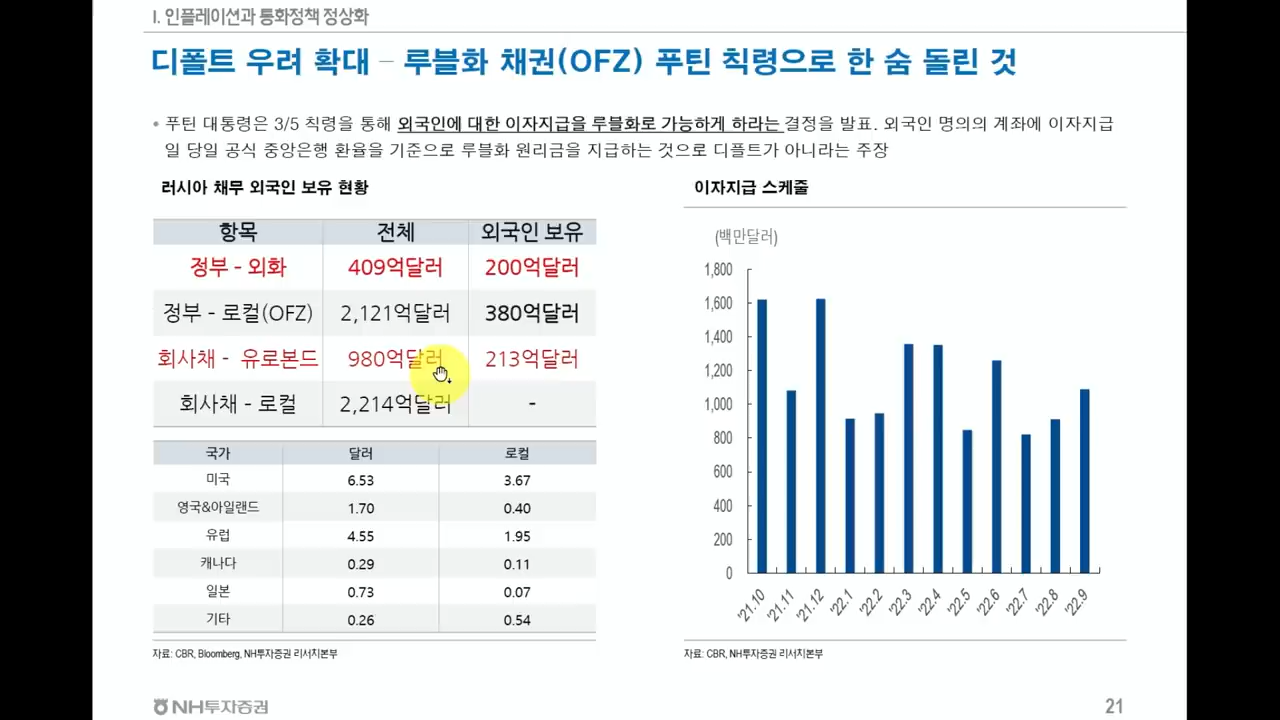 I. 인플레이션과 통화정책 정상화
디폴트 우려 확대 – 루블화 채권(OFZ) 푸틴 칙령으로 한 숨 돌린 것
• 푸틴 대통령은 3/5 칙령을 통해 외국인에 대한 이자지급을 루블화로 가능하게 하라는 결정을 발표. 외국인 명의의 계좌에 이자지급
일 당일 공식 중앙은행 환율을 기준으로 루블화 원리금을 지급하는 것으로 디플트가 아니라는 주장
러시아 채무 외국인 보유 현황
항목 전체 외국인 보유
정부 - 외화 409억달러 200억달러
정부 - 로컬(OFZ) 2,121억달러 380억달러
회사채 - 유로본드 980억달러 213억달러
회사채 - 로컬 2,214억달러 -
국가 달러 로컬
미국 6.53 3.67
영국&아일랜드 1.70 0.40
유럽 4.55 1.95
캐나다 0.29 0.11
일본 0.73 0.07
기타 0.26 0.54
자료: CBR, Bloomberg, NH투자증권 리서치본부
이자지급 스케줄
(백만달러)
1,800
1,600
1,400
1,200
1,000
800
600
400
200
0
'21.10 '21.11 '21.12 '22.1 '22.2 '22.3 '22.4 '22.5 '22.6 '22.7 '22.8 '22.9
자료: CBR, NH투자증권 리서치본부
NH투자증권
21